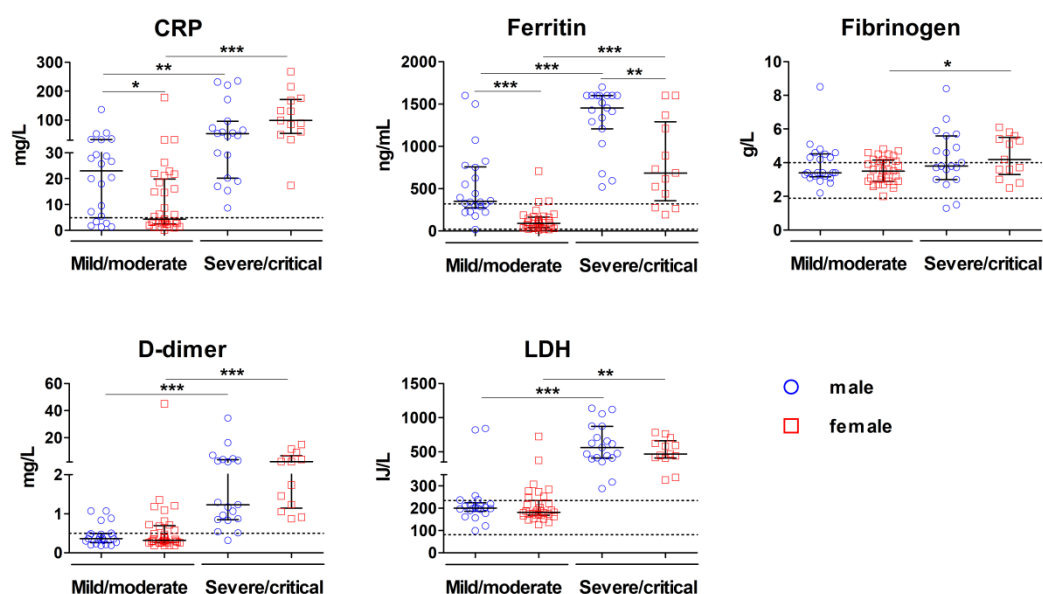 CRP
Ferritin
Fibrinogen
mg/L
300
200
100
30
20
10
0
***
**
*
Mild/moderate Severe/critical
ng/mL
2000
1500
1000
500
0
***
***
**
***
Mild/moderate Severe/critical
g/L
10
8
6
4
2
0
*
Mild/moderate Severe/critical
D-dimer
LDH
mg/L
60
40
20
2
1
0
***
***
Mild/moderate Severe/critical
IJ/L
1500
1000
500
300
200
100
0
**
***
Mild/moderate Severe/critical
male
female